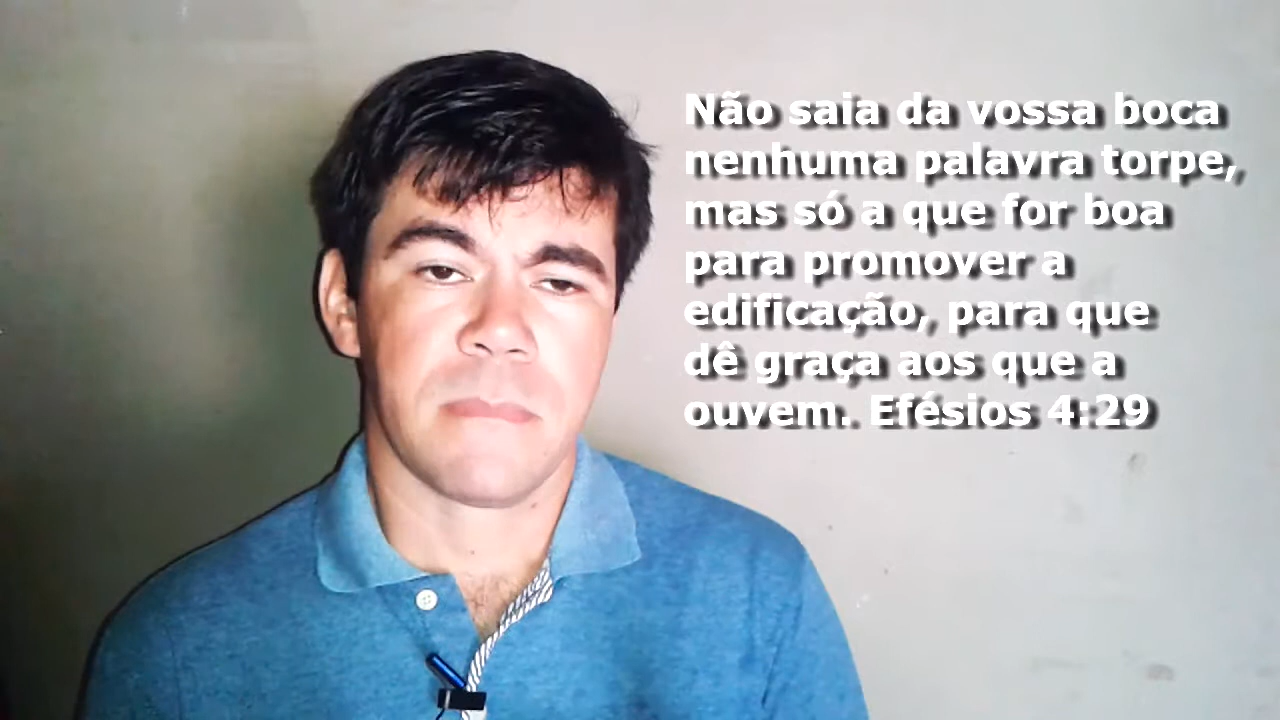 Não saia da vossa boca
nenhuma palavra torpe,
mas só a que for boa
para promover a
edificação, para que
dê graça aos que a
ouvem. Efésios 4:29